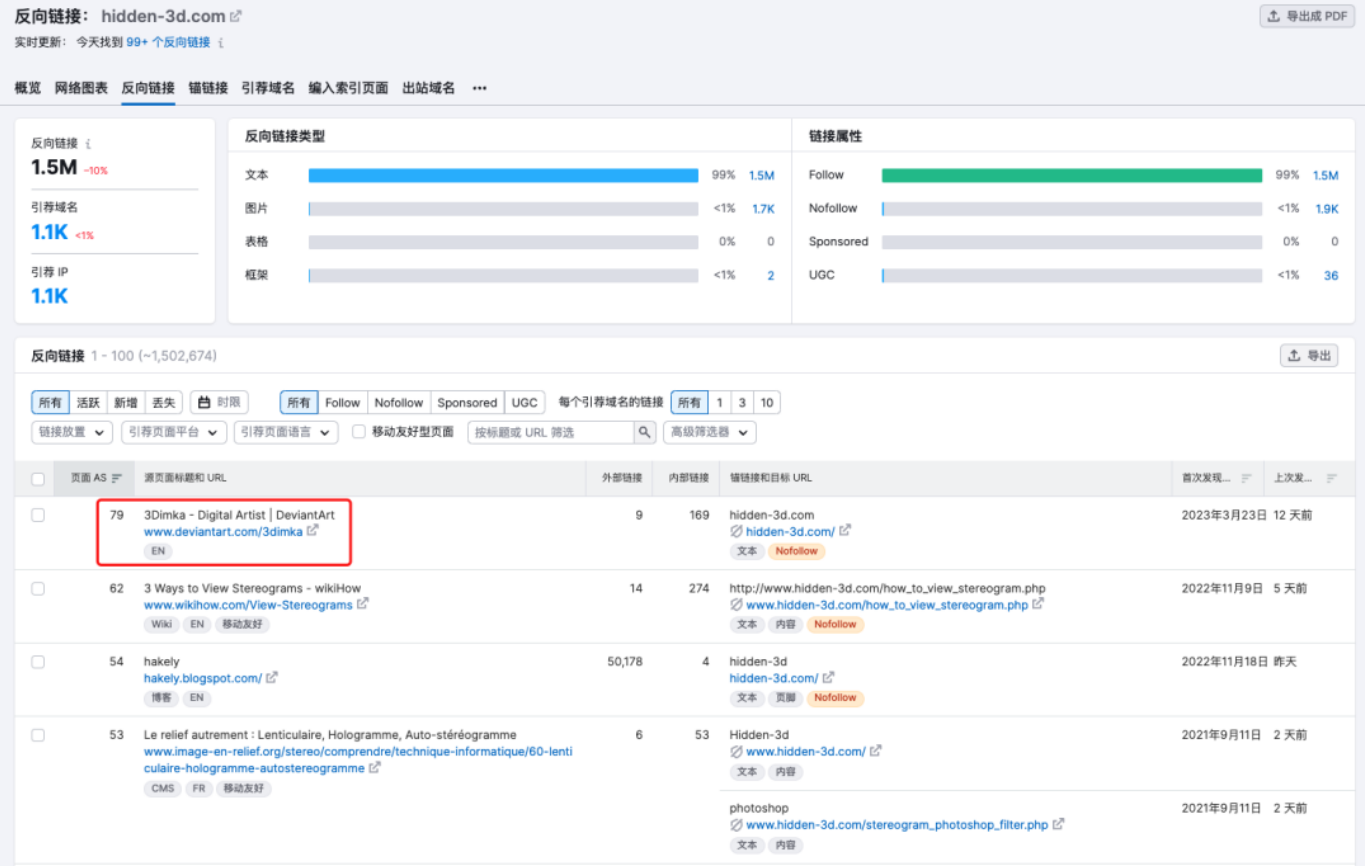 反向链接： hidden-3d.com
导出成 PDF
实时更新： 今天找到 99+ 个反向链接 i
概览 网络图表 反向链接 锚链接 引荐域名 编入索引页面 出站域名 •••
反向链接 i
1.5M -10%
引荐域名
1.1K <1%
引荐 IP
1.1K
反向链接类型
文本 99% 1.5M
图片 <1% 1.7K
表格 0% 0
框架 <1% 2
链接属性
Follow 99% 1.5M
Nofollow <1% 1.9K
Sponsored 0% 0
UGC <1% 36
反向链接 1 - 100 (~1,502,674)
导出
所有 活跃 新增 丢失 时限 所有 Follow Nofollow Sponsored UGC 每个引荐域名的链接 所有 1 3 10
链接放置 引荐页面平台 引荐页面语言 移动友好型页面 按标题或 URL 筛选 高级筛选器
页面 AS 源页面标题和 URL 外部链接 内部链接 锚链接和目标 URL 首次发现... 上次发...
79 3Dimka - Digital Artist | DeviantArt 9 169 hidden-3d.com 2023年3月23日 12 天前
www.deviantart.com/3dimka hidden-3d.com/
EN 文本 Nofollow
62 3 Ways to View Stereograms - wikiHow 14 274 http://www.hidden-3d.com/how_to_view_stereogram.php 2022年11月9日 5 天前
www.wikihow.com/View-Stereograms www.hidden-3d.com/how_to_view_stereogram.php
Wiki EN 移动友好 文本 内容 Nofollow
54 hakely 50,178 4 hidden-3d 2022年11月18日 昨天
hakely.blogspot.com/ hidden-3d.com/
博客 EN 文本 页脚 Nofollow
53 Le relief autrement : Lenticulaire, Hologramme, Auto-stéréogramme 6 53 Hidden-3d 2021年9月11日 2 天前
www.image-en-relief.org/stereo/comprendre/technique-informatique/60-lenti www.hidden-3d.com/
culaire-hologramme-autostereogramme
CMS FR 移动友好 文本 内容
photoshop 2021年9月11日 2 天前
www.hidden-3d.com/stereogram_photoshop_filter.php
文本 内容